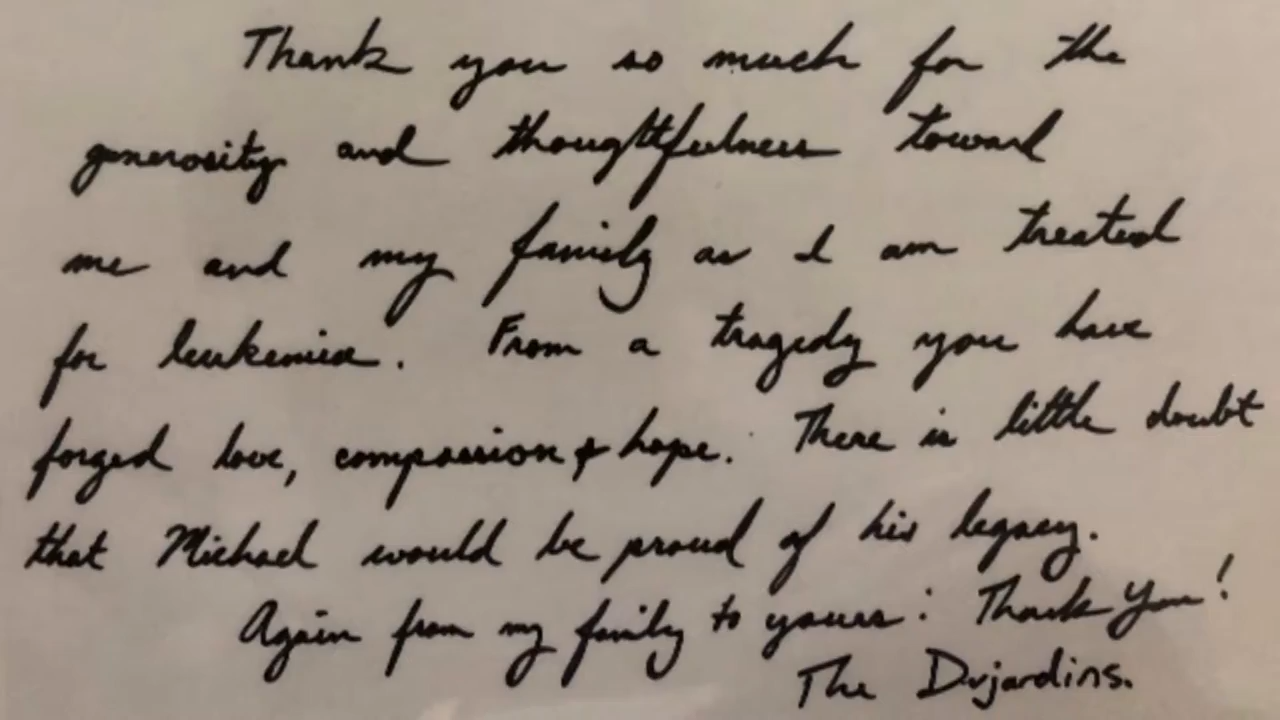 Thank you so much for the
generosity and thoughtfulness toward
me and my family as I am treated
for leukemia. From a tragedy you have
forged love, compassion & hope. There is little doubt
that Michael would be proud of his legacy.
Again from my family to yours: Thank You!
The Dujardins.